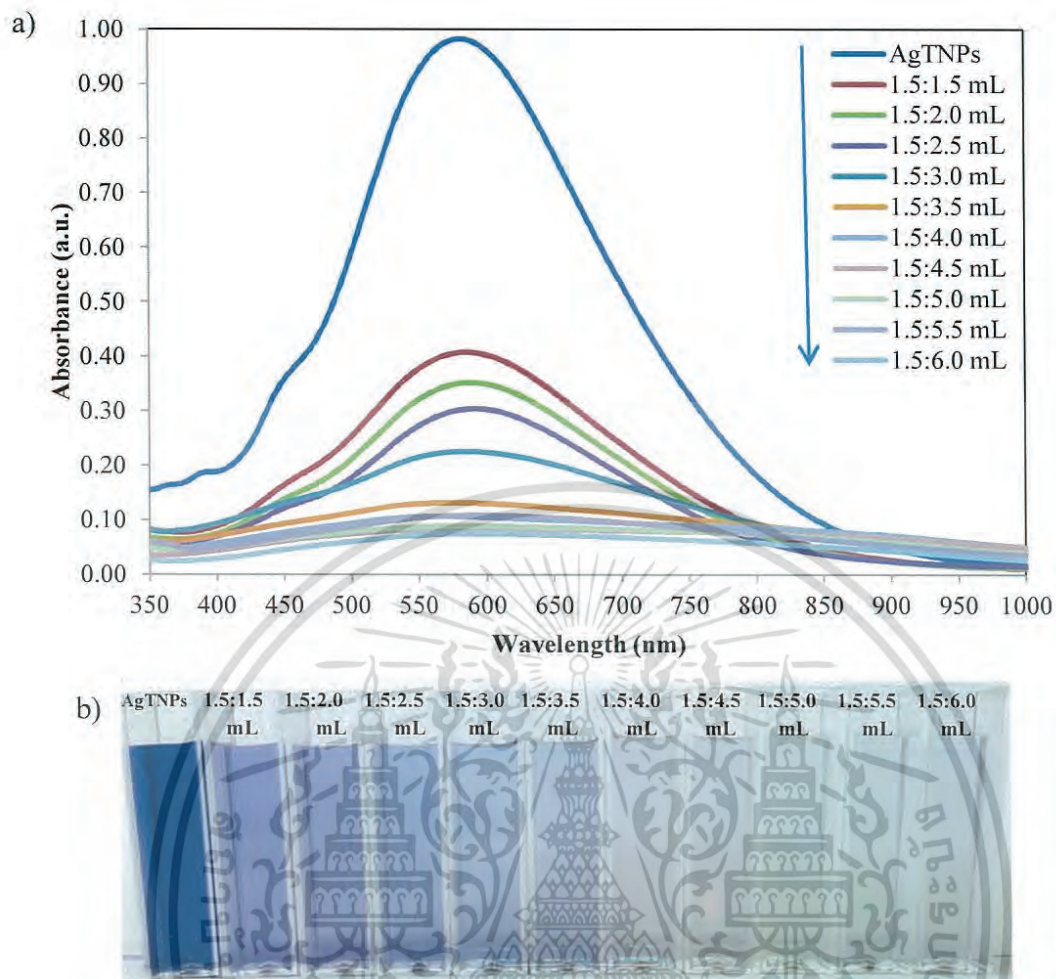 a)
1.00
0.90
0.80
0.70
0.60
0.50
0.40
0.30
0.20
0.10
0.00
Absorbance (a.u.)
AgTNPs
1.5:1.5 mL
1.5:2.0 mL
1.5:2.5 mL
1.5:3.0 mL
1.5:3.5 mL
1.5:4.0 mL
1.5:4.5 mL
1.5:5.0 mL
1.5:5.5 mL
1.5:6.0 mL
350 400 450 500 550 600 650 700 750 800 850 900 950 1000
Wavelength (nm)
b)
AgTNPs 1.5:1.5 1.5:2.0 1.5:2.5 1.5:3.0 1.5:3.5 1.5:4.0 1.5:4.5 1.5:5.0 1.5:5.5 1.5:6.0
mL mL mL mL mL mL mL mL mL mL